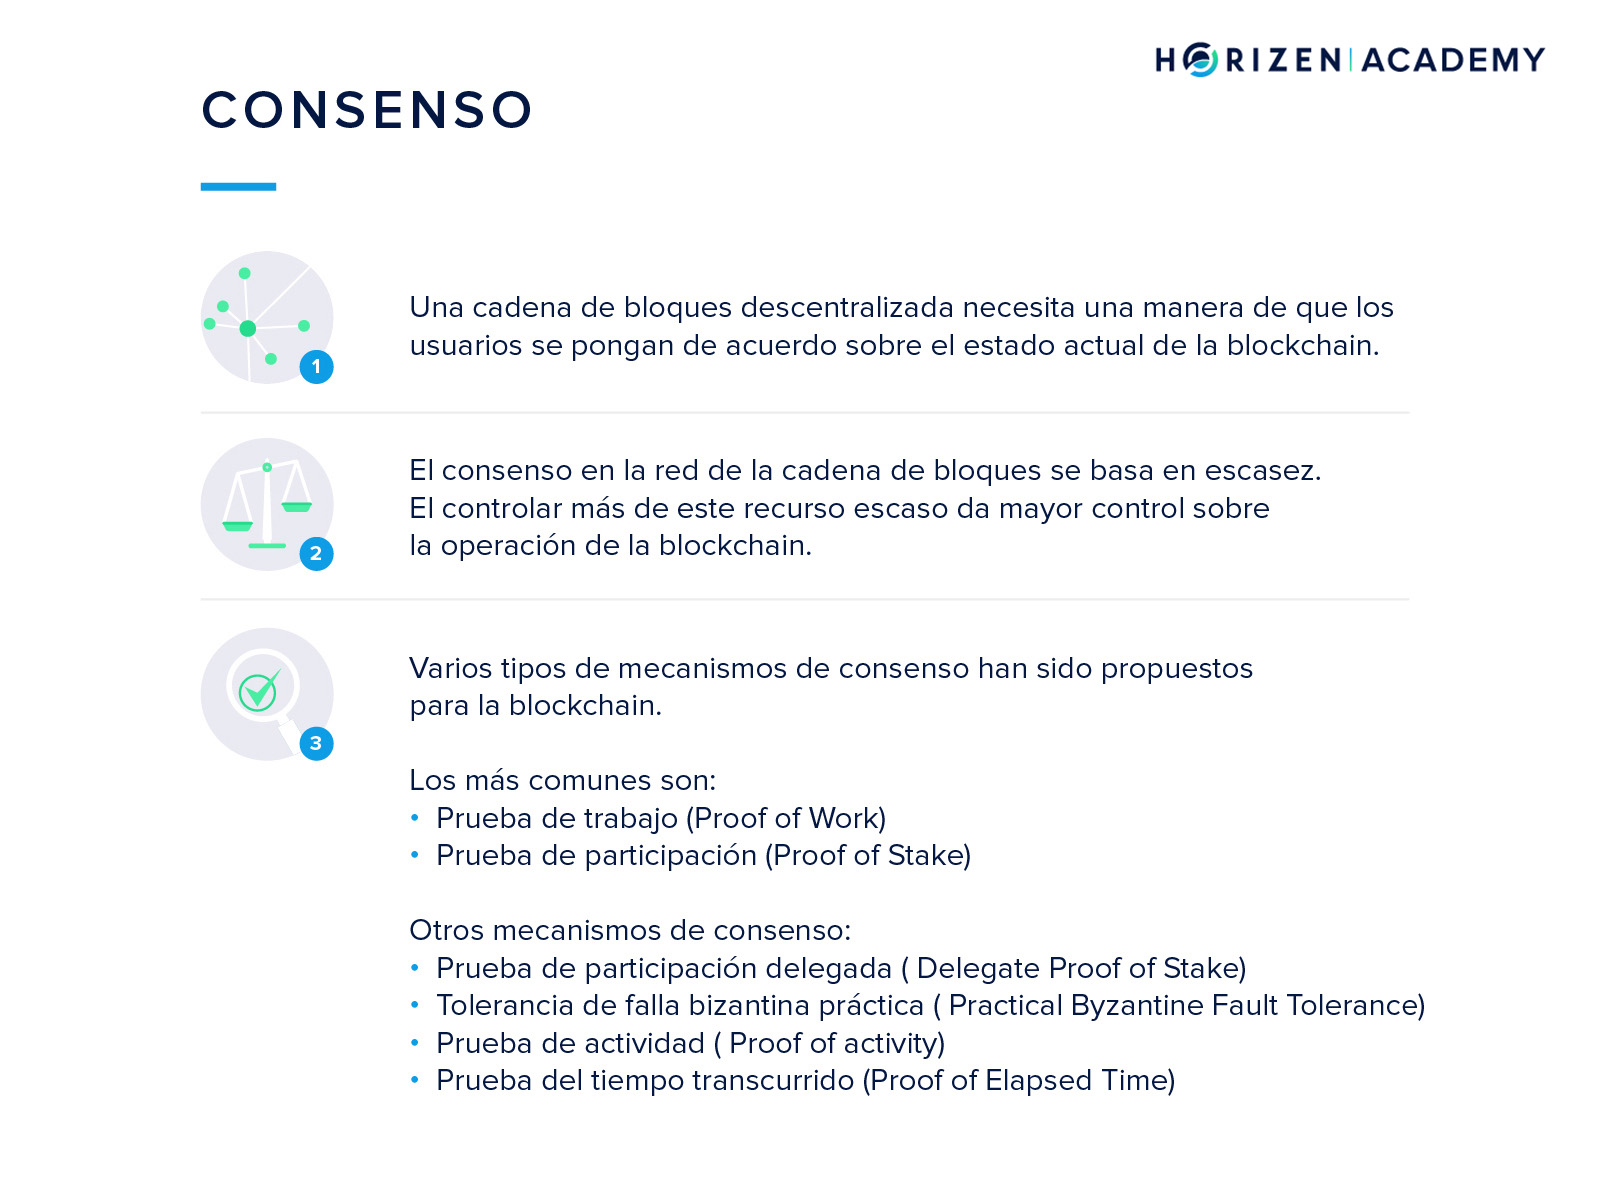 HORIZEN | ACADEMY
CONSENSO
1
Una cadena de bloques descentralizada necesita una manera de que los
usuarios se pongan de acuerdo sobre el estado actual de la blockchain.
2
El consenso en la red de la cadena de bloques se basa en escasez.
El controlar más de este recurso escaso da mayor control sobre
la operación de la blockchain.
3
Varios tipos de mecanismos de consenso han sido propuestos
para la blockchain.
Los más comunes son:
• Prueba de trabajo (Proof of Work)
• Prueba de participación (Proof of Stake)
Otros mecanismos de consenso:
• Prueba de participación delegada ( Delegate Proof of Stake)
• Tolerancia de falla bizantina práctica ( Practical Byzantine Fault Tolerance)
• Prueba de actividad ( Proof of activity)
• Prueba del tiempo transcurrido (Proof of Elapsed Time)